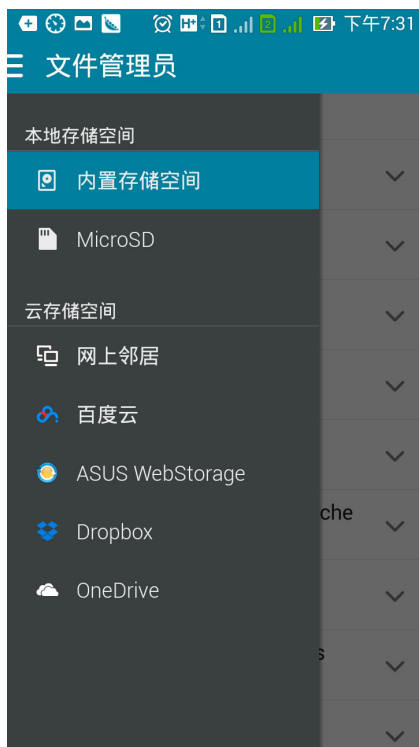 H+ 1 2 下午7:31
文件管理员
本地存储空间
内置存储空间
MicroSD
云存储空间
网上邻居
百度云
ASUS WebStorage
che
Dropbox
OneDrive
s